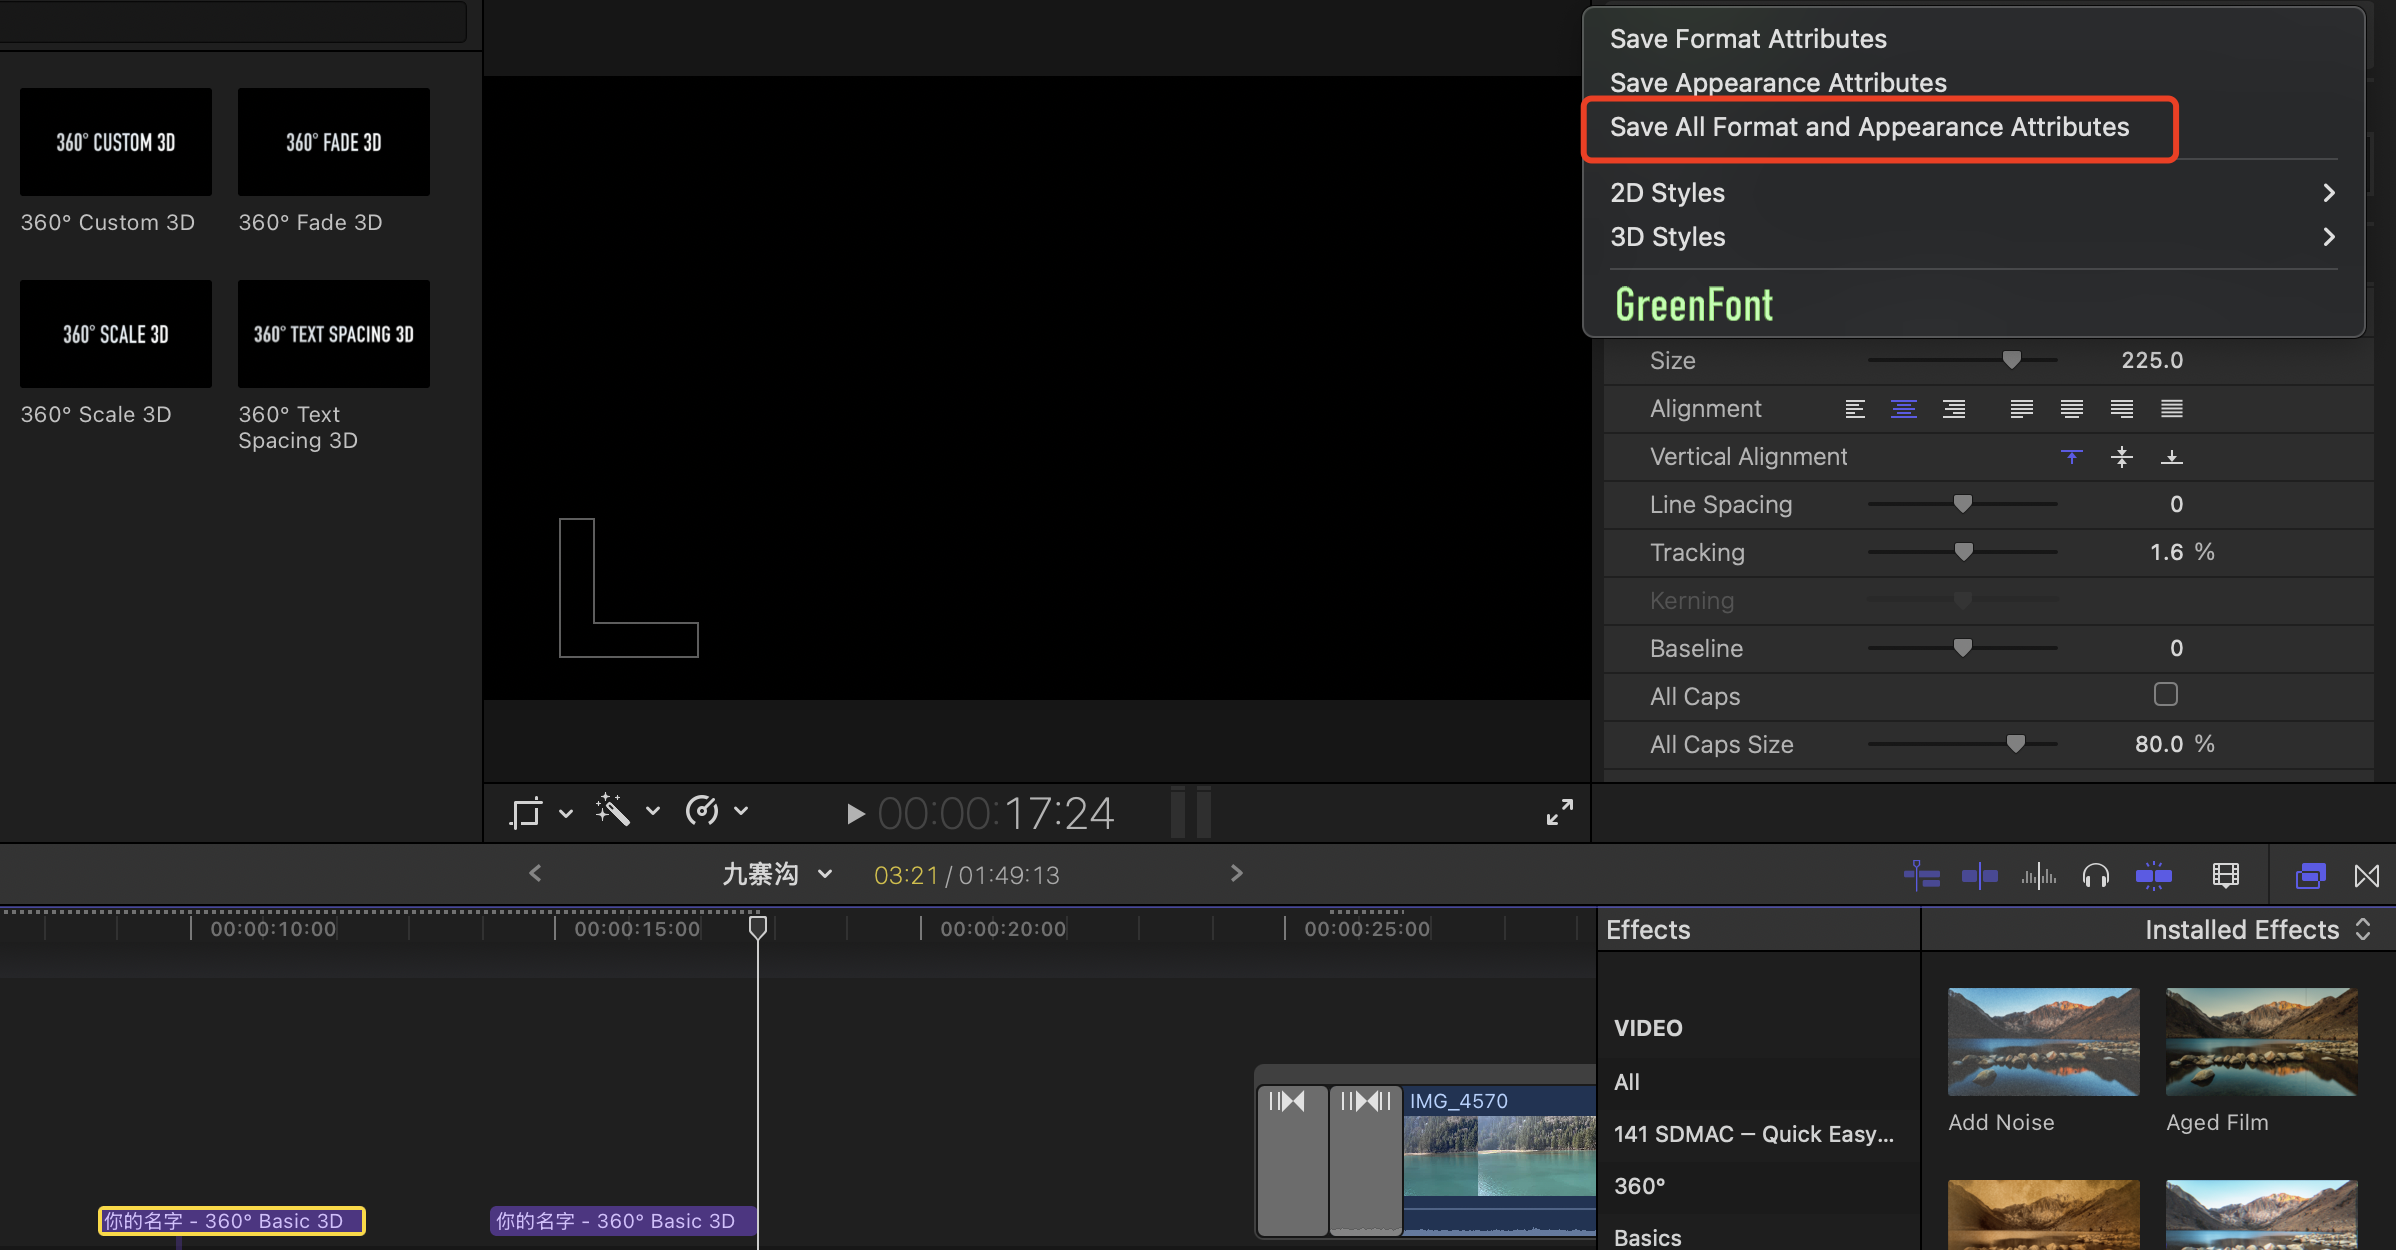 360° CUSTOM 3D
360° FADE 3D
360° Custom 3D
360° Fade 3D
360° SCALE 3D
360° TEXT SPACING 3D
360° Scale 3D
360° Text
Spacing 3D
Save Format Attributes
Save Appearance Attributes
Save All Format and Appearance Attributes
2D Styles
3D Styles
GreenFont
Size 225.0
Alignment
Vertical Alignment
Line Spacing 0
Tracking 1.6 %
Kerning
Baseline 0
All Caps
All Caps Size 80.0 %
00:00:17:24
九寨沟 03:21 / 01:49:13
00:00:10:00 00:00:15:00 00:00:20:00 00:00:25:00
IMG_4570
你的名字 - 360° Basic 3D
你的名字 - 360° Basic 3D
Effects
Installed Effects
VIDEO
All
141 SDMAC – Quick Easy...
360°
Basics
Add Noise
Aged Film